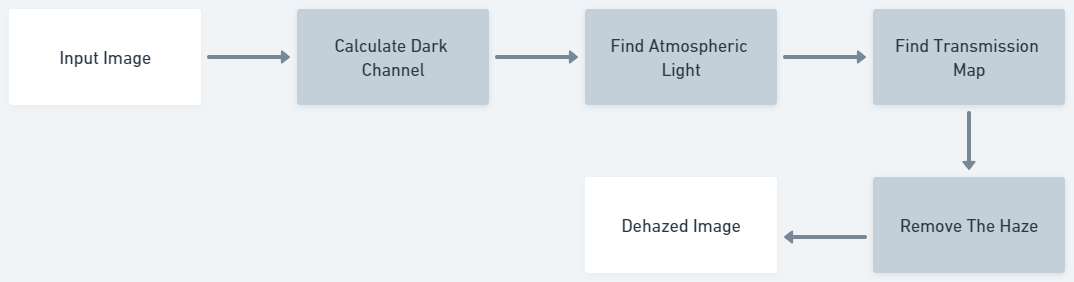 Input Image
Calculate Dark
Channel
Find Atmospheric
Light
Find Transmission
Map
Dehazed Image
Remove The Haze